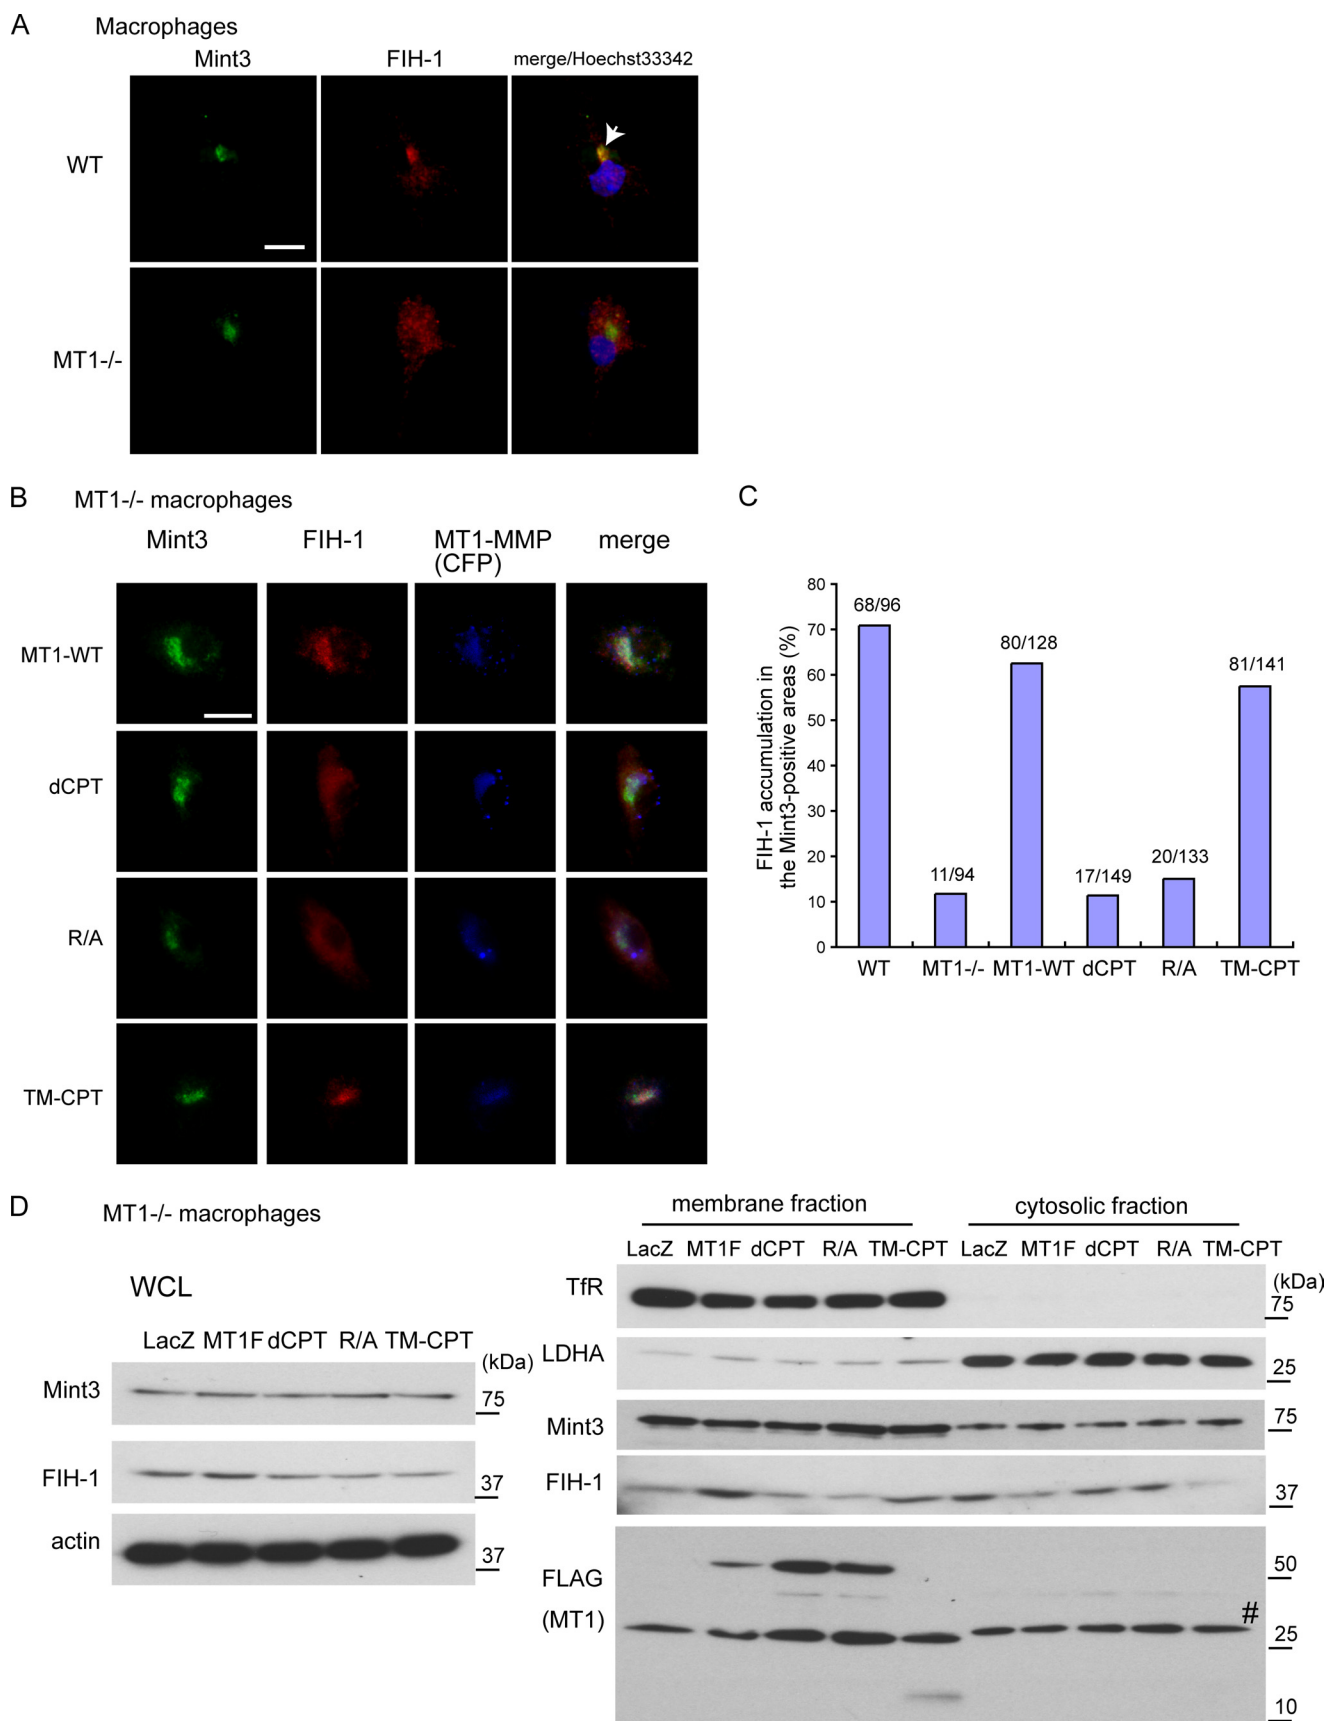 A
Macrophages
Mint3 FIH-1 merge/Hoechst33342
WT
MT1-/-
B
MT1-/- macrophages
Mint3 FIH-1 MT1-MMP merge
(CFP)
MT1-WT
dCPT
R/A
TM-CPT
C
FIH-1 accumulation in
the Mint3-positive areas (%)
80
70
60
50
40
30
20
10
0
68/96
11/94
80/128
17/149
20/133
81/141
WT MT1-/- MT1-WT dCPT R/A TM-CPT
D
MT1-/- macrophages
WCL
LacZ MT1F dCPT R/A TM-CPT
(kDa)
Mint3
75
FIH-1
37
actin
37
membrane fraction cytosolic fraction
LacZ MT1F dCPT R/A TM-CPT LacZ MT1F dCPT R/A TM-CPT
(kDa)
TfR
75
LDHA
25
Mint3
75
FIH-1
37
FLAG
(MT1)
50
#
25
10